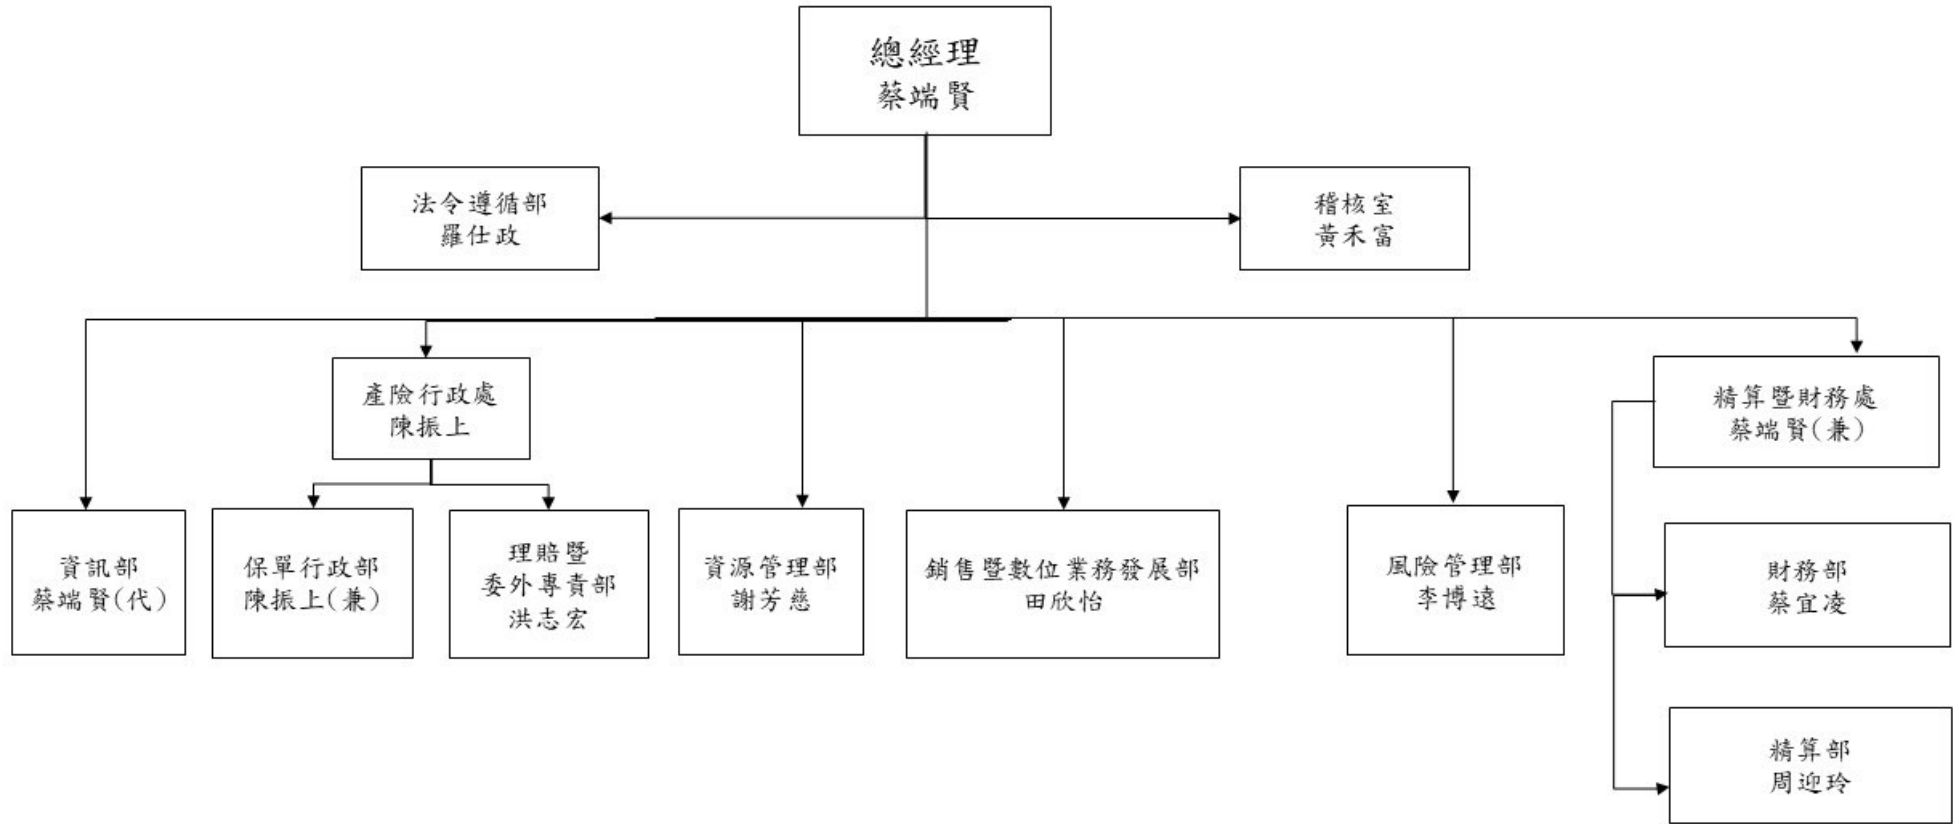 總經理
蔡端賢
法令遵循部
羅仕政
稽核室
黃禾富
產險行政處
陳振上
精算暨財務處
蔡端賢(兼)
資訊部
蔡端賢(代)
保單行政部
陳振上(兼)
理賠暨
委外專責部
洪志宏
資源管理部
謝芳慈
銷售暨數位業務發展部
田欣怡
風險管理部
李博遠
財務部
蔡宜凌
精算部
周迎玲